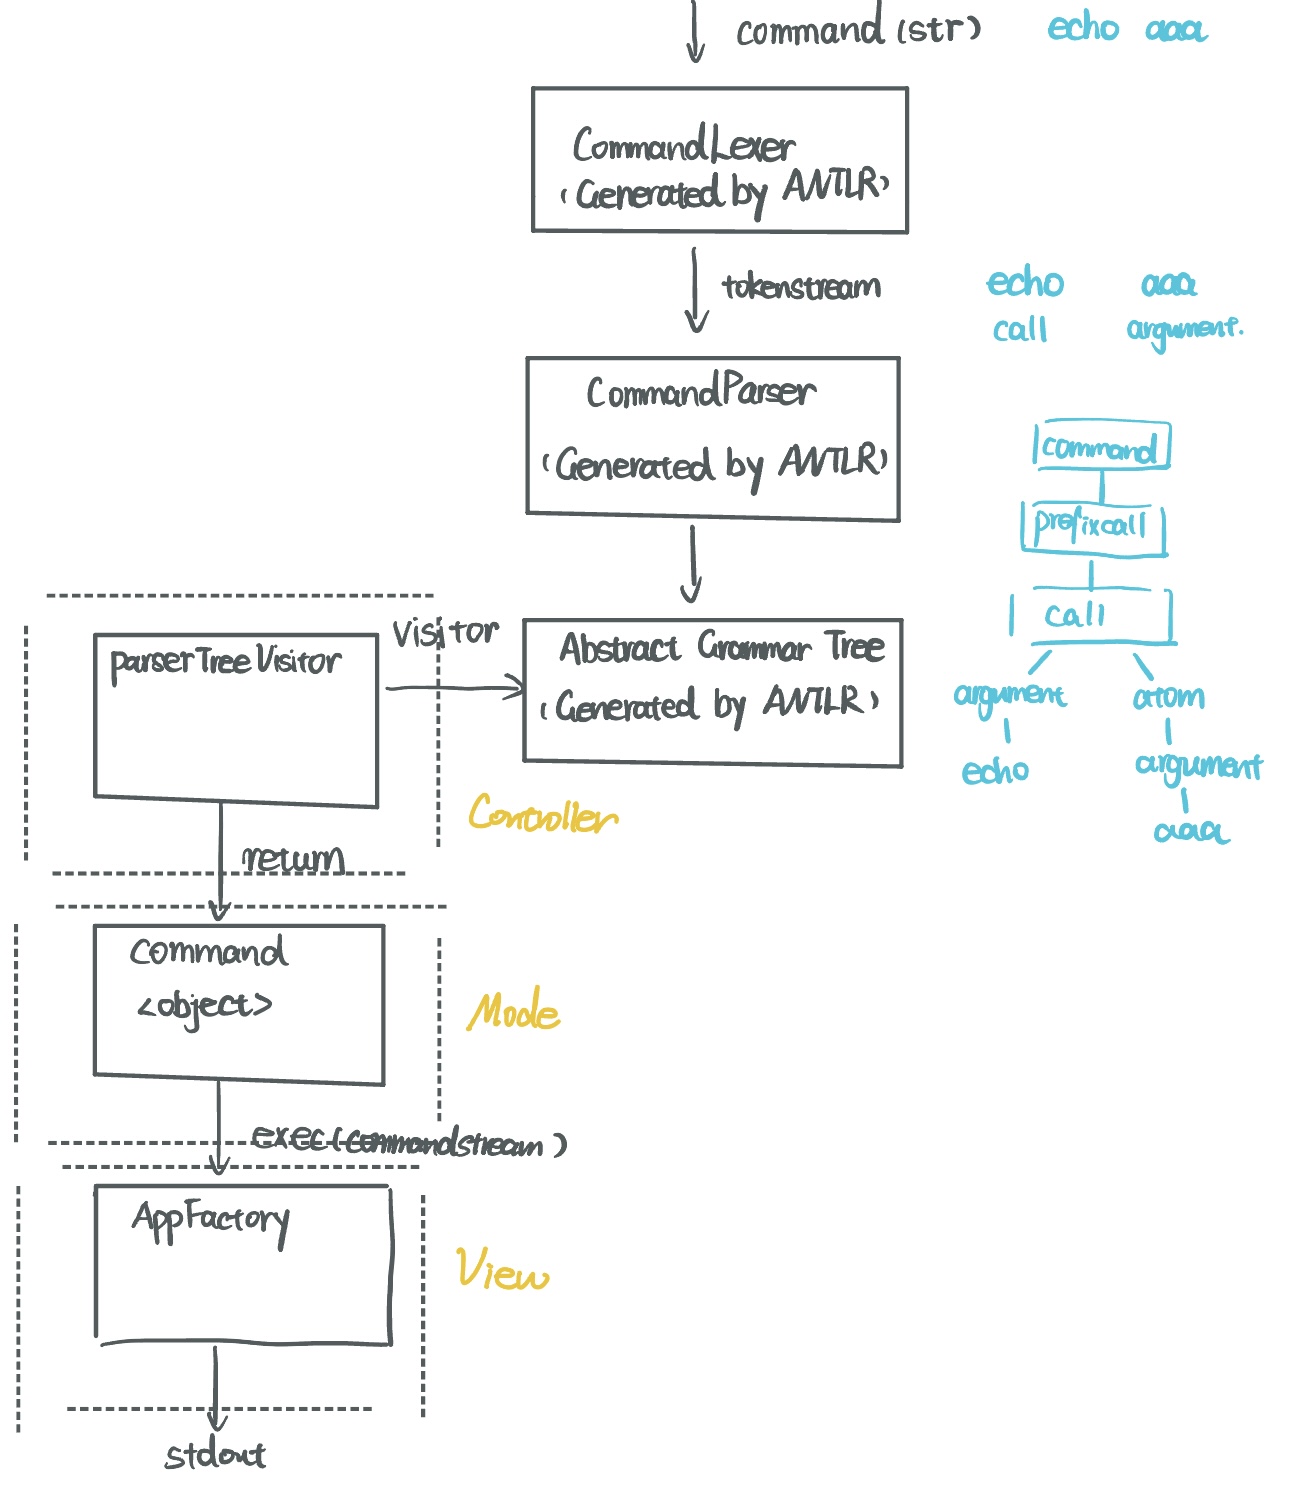 command (str) echo aaa
CommandLexer
(Generated by ANTLR)
tokenstream
echo aaa
call argument.
CommandParser
(Generated by ANTLR)
command
prefixcall
call
argument atom
echo argument
aaa
Visitor
parserTreeVisitor
Abstract Grammar Tree
(Generated by ANTLR)
Controller
return
Command
<object>
Mode
exec(commandstream)
AppFactory
View
stdout